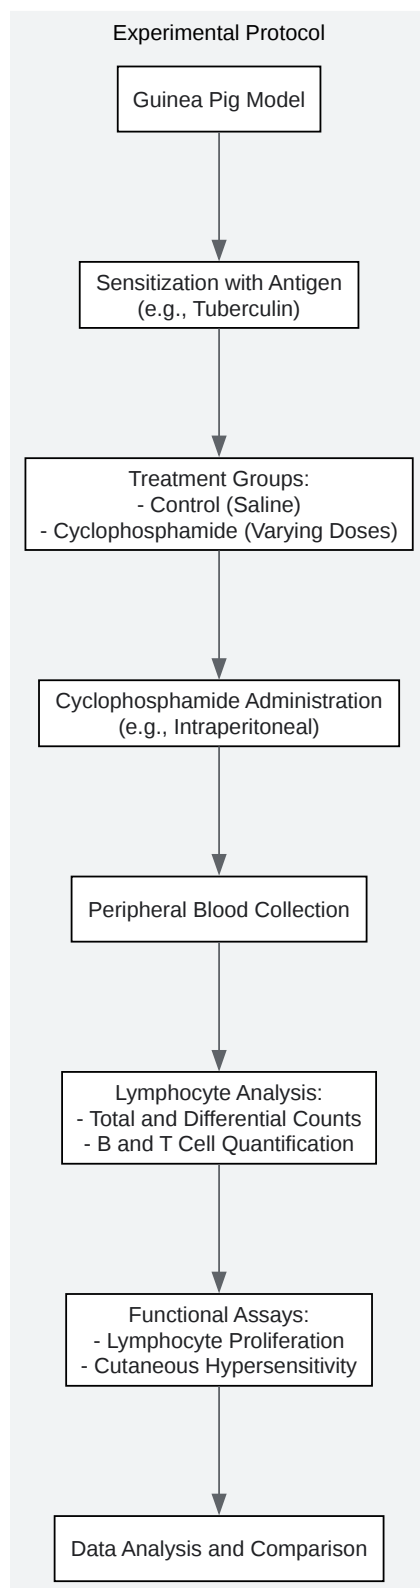 Experimental Protocol
Guinea Pig Model
Sensitization with Antigen
(e.g., Tuberculin)
Treatment Groups:
- Control (Saline)
- Cyclophosphamide (Varying Doses)
Cyclophosphamide Administration
(e.g., Intraperitoneal)
Peripheral Blood Collection
Lymphocyte Analysis:
- Total and Differential Counts
- B and T Cell Quantification
Functional Assays:
- Lymphocyte Proliferation
- Cutaneous Hypersensitivity
Data Analysis and Comparison